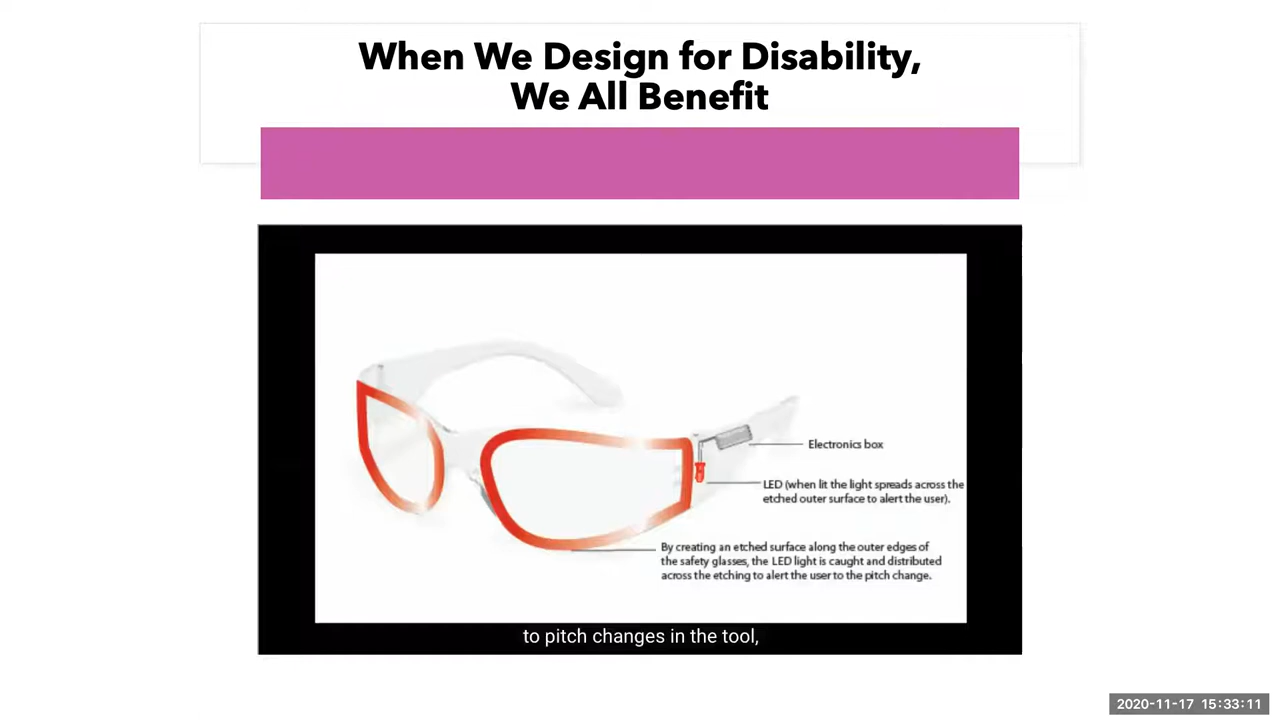 When We Design for Disability,
We All Benefit
Electronics box
LED (when lit the light spreads across the
etched outer surface to alert the user).
By creating an etched surface along the outer edges of
the safety glasses, the LED light is caught and distributed
across the etching to alert the user to the pitch change.
to pitch changes in the tool,
2020-11-17 15:33:11